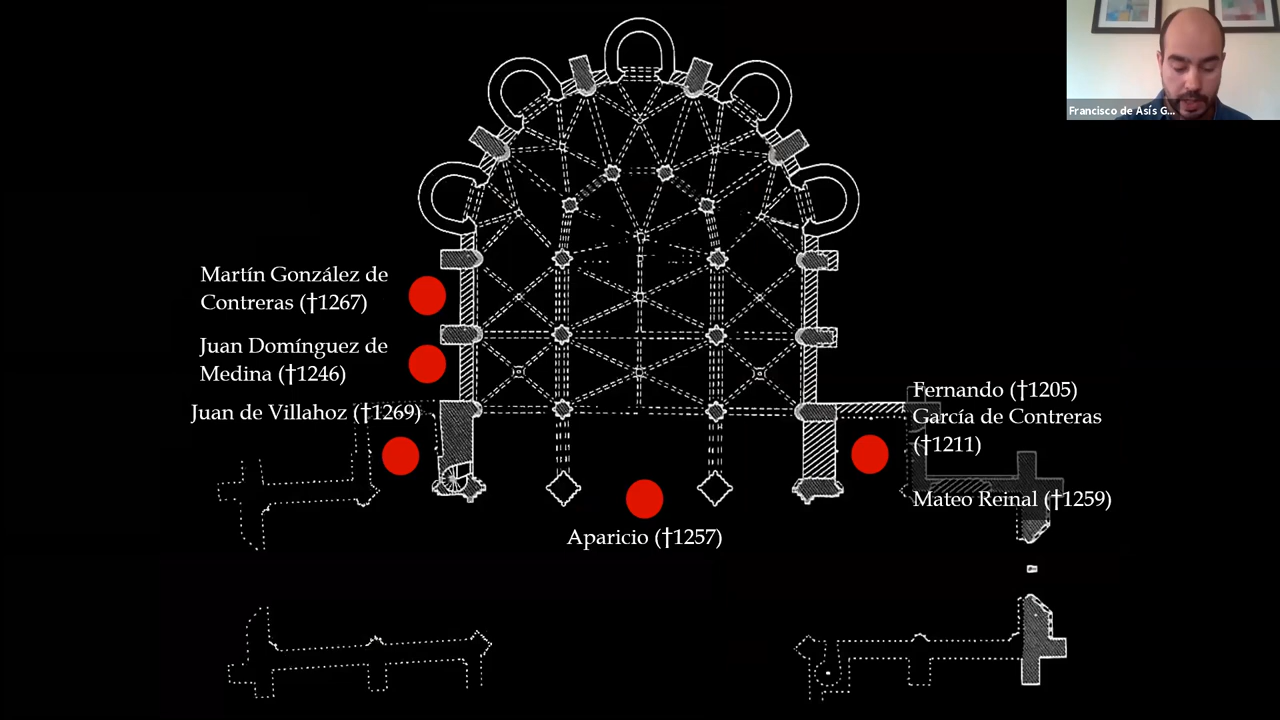 Francisco de Asís G...
Martín González de
Contreras (†1267)
Juan Domínguez de
Medina (†1246)
Juan de Villahoz (†1269)
Fernando (†1205)
García de Contreras
(†1211)
Mateo Reinal (†1259)
Aparicio (†1257)